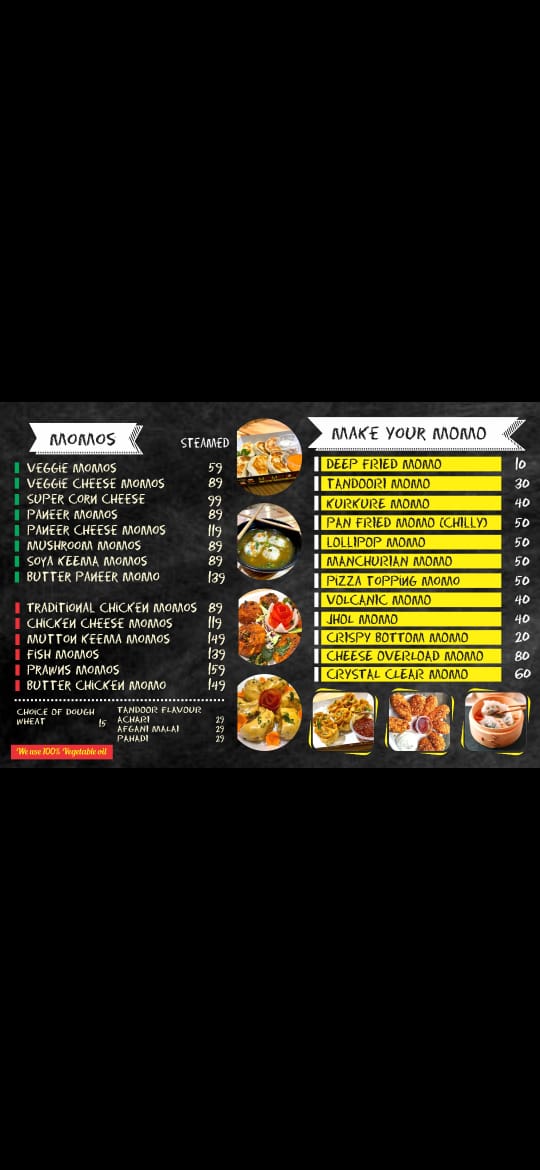 MOMOS
STEAMED
VEGGIE MOMOS 59
VEGGIE CHEESE MOMOS 89
SUPER CORN CHEESE 99
PANEER MOMOS 89
PANEER CHEESE MOMOS 119
MUSHROOM MOMOS 89
SOYA KEEMA MOMOS 89
BUTTER PANEER MOMO 139
TRADITIONAL CHICKEN MOMOS 89
CHICKEN CHEESE MOMOS 119
MUTTON KEEMA MOMOS 149
FISH MOMOS 139
PRAWNS MOMOS 159
BUTTER CHICKEN MOMO 149
CHOICE OF DOUGH
WHEAT 15
TANDOOR FLAVOUR
ACHARI 29
AFGANI MALAI 29
PAHADI 29
We use 100% Vegetable oil
MAKE YOUR MOMO
DEEP FRIED MOMO 10
TANDOORI MOMO 30
KURKURE MOMO 40
PAN FRIED MOMO (CHILLY) 50
LOLLIPOP MOMO 50
MANCHURIAN MOMO 50
PIZZA TOPPING MOMO 50
VOLCANIC MOMO 40
JHOL MOMO 40
CRISPY BOTTOM MOMO 20
CHEESE OVERLOAD MOMO 80
CRYSTAL CLEAR MOMO 60